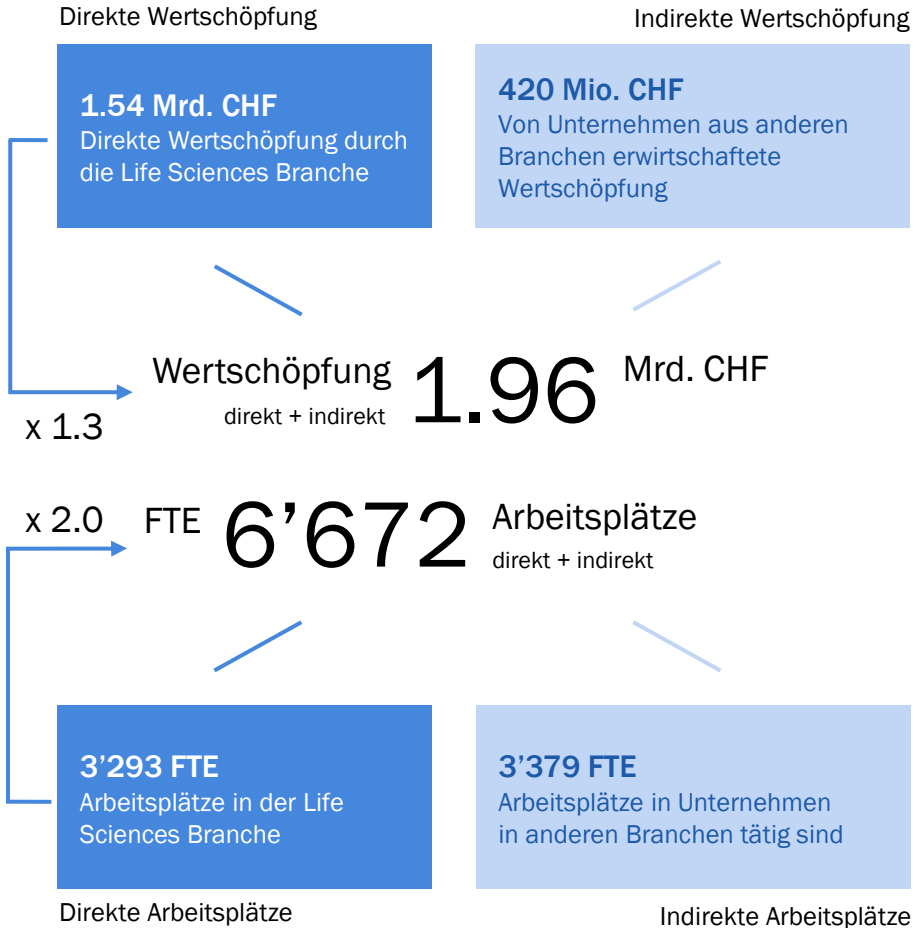 Direkte Wertschöpfung
Indirekte Wertschöpfung
1.54 Mrd. CHF
Direkte Wertschöpfung durch
die Life Sciences Branche
420 Mio. CHF
Von Unternehmen aus anderen
Branchen erwirtschaftete
Wertschöpfung
Wertschöpfung
direkt + indirekt
1.96
Mrd. CHF
x 1.3
x 2.0
FTE
6’672
Arbeitsplätze
direkt + indirekt
3’293 FTE
Arbeitsplätze in der Life
Sciences Branche
3’379 FTE
Arbeitsplätze in Unternehmen
in anderen Branchen tätig sind
Direkte Arbeitsplätze
Indirekte Arbeitsplätze